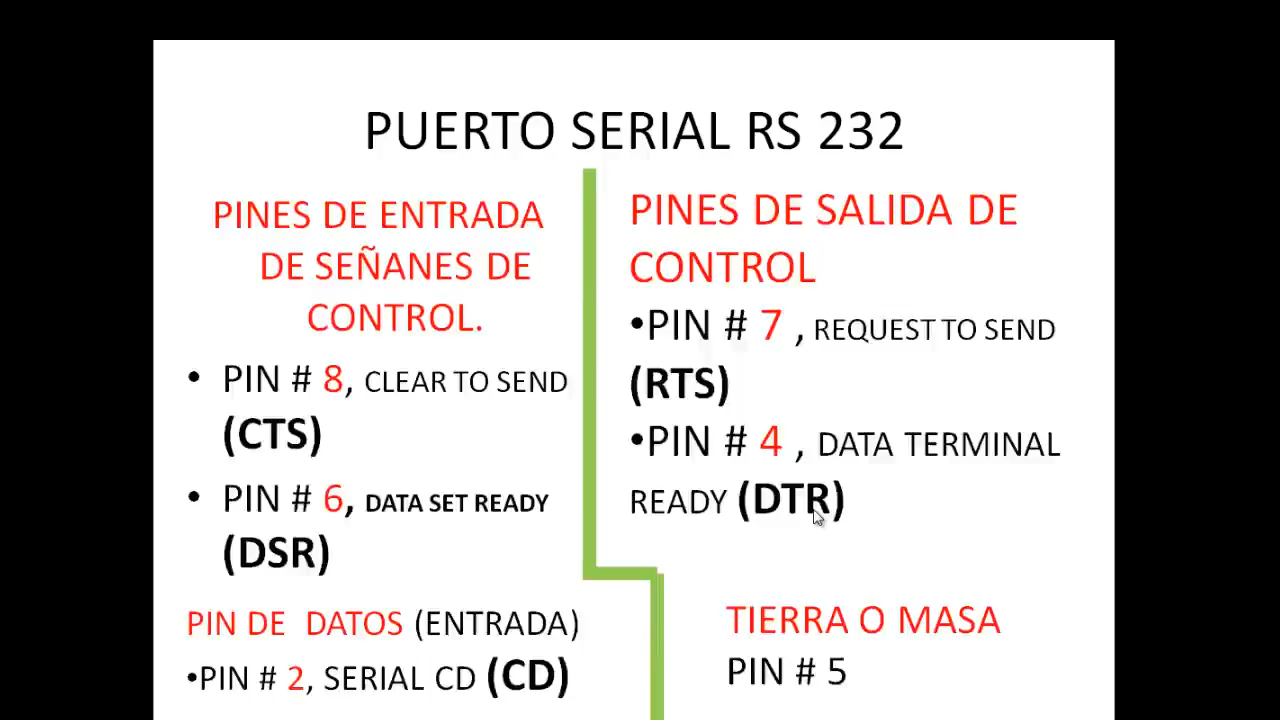 PUERTO SERIAL RS 232
PINES DE ENTRADA
DE SEÑANES DE
CONTROL.
• PIN # 8, CLEAR TO SEND
(CTS)
• PIN # 6, DATA SET READY
(DSR)
PIN DE DATOS (ENTRADA)
•PIN # 2, SERIAL CD (CD)
PINES DE SALIDA DE
CONTROL
•PIN # 7 , REQUEST TO SEND
(RTS)
•PIN # 4 , DATA TERMINAL
READY (DTR)
TIERRA O MASA
PIN # 5